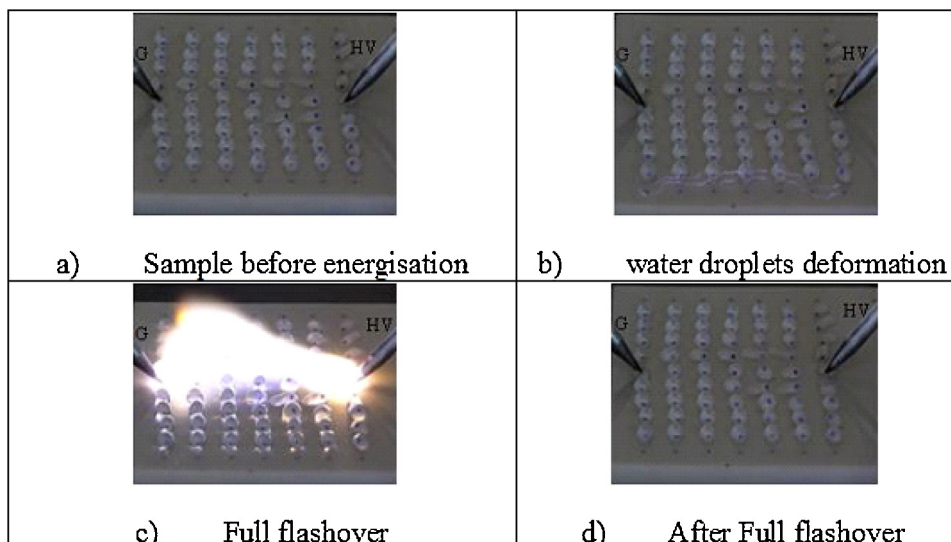 G HV
G HV
a) Sample before energisation
b) water droplets deformation
G HV
G HV
c) Full flashover
d) After Full flashover